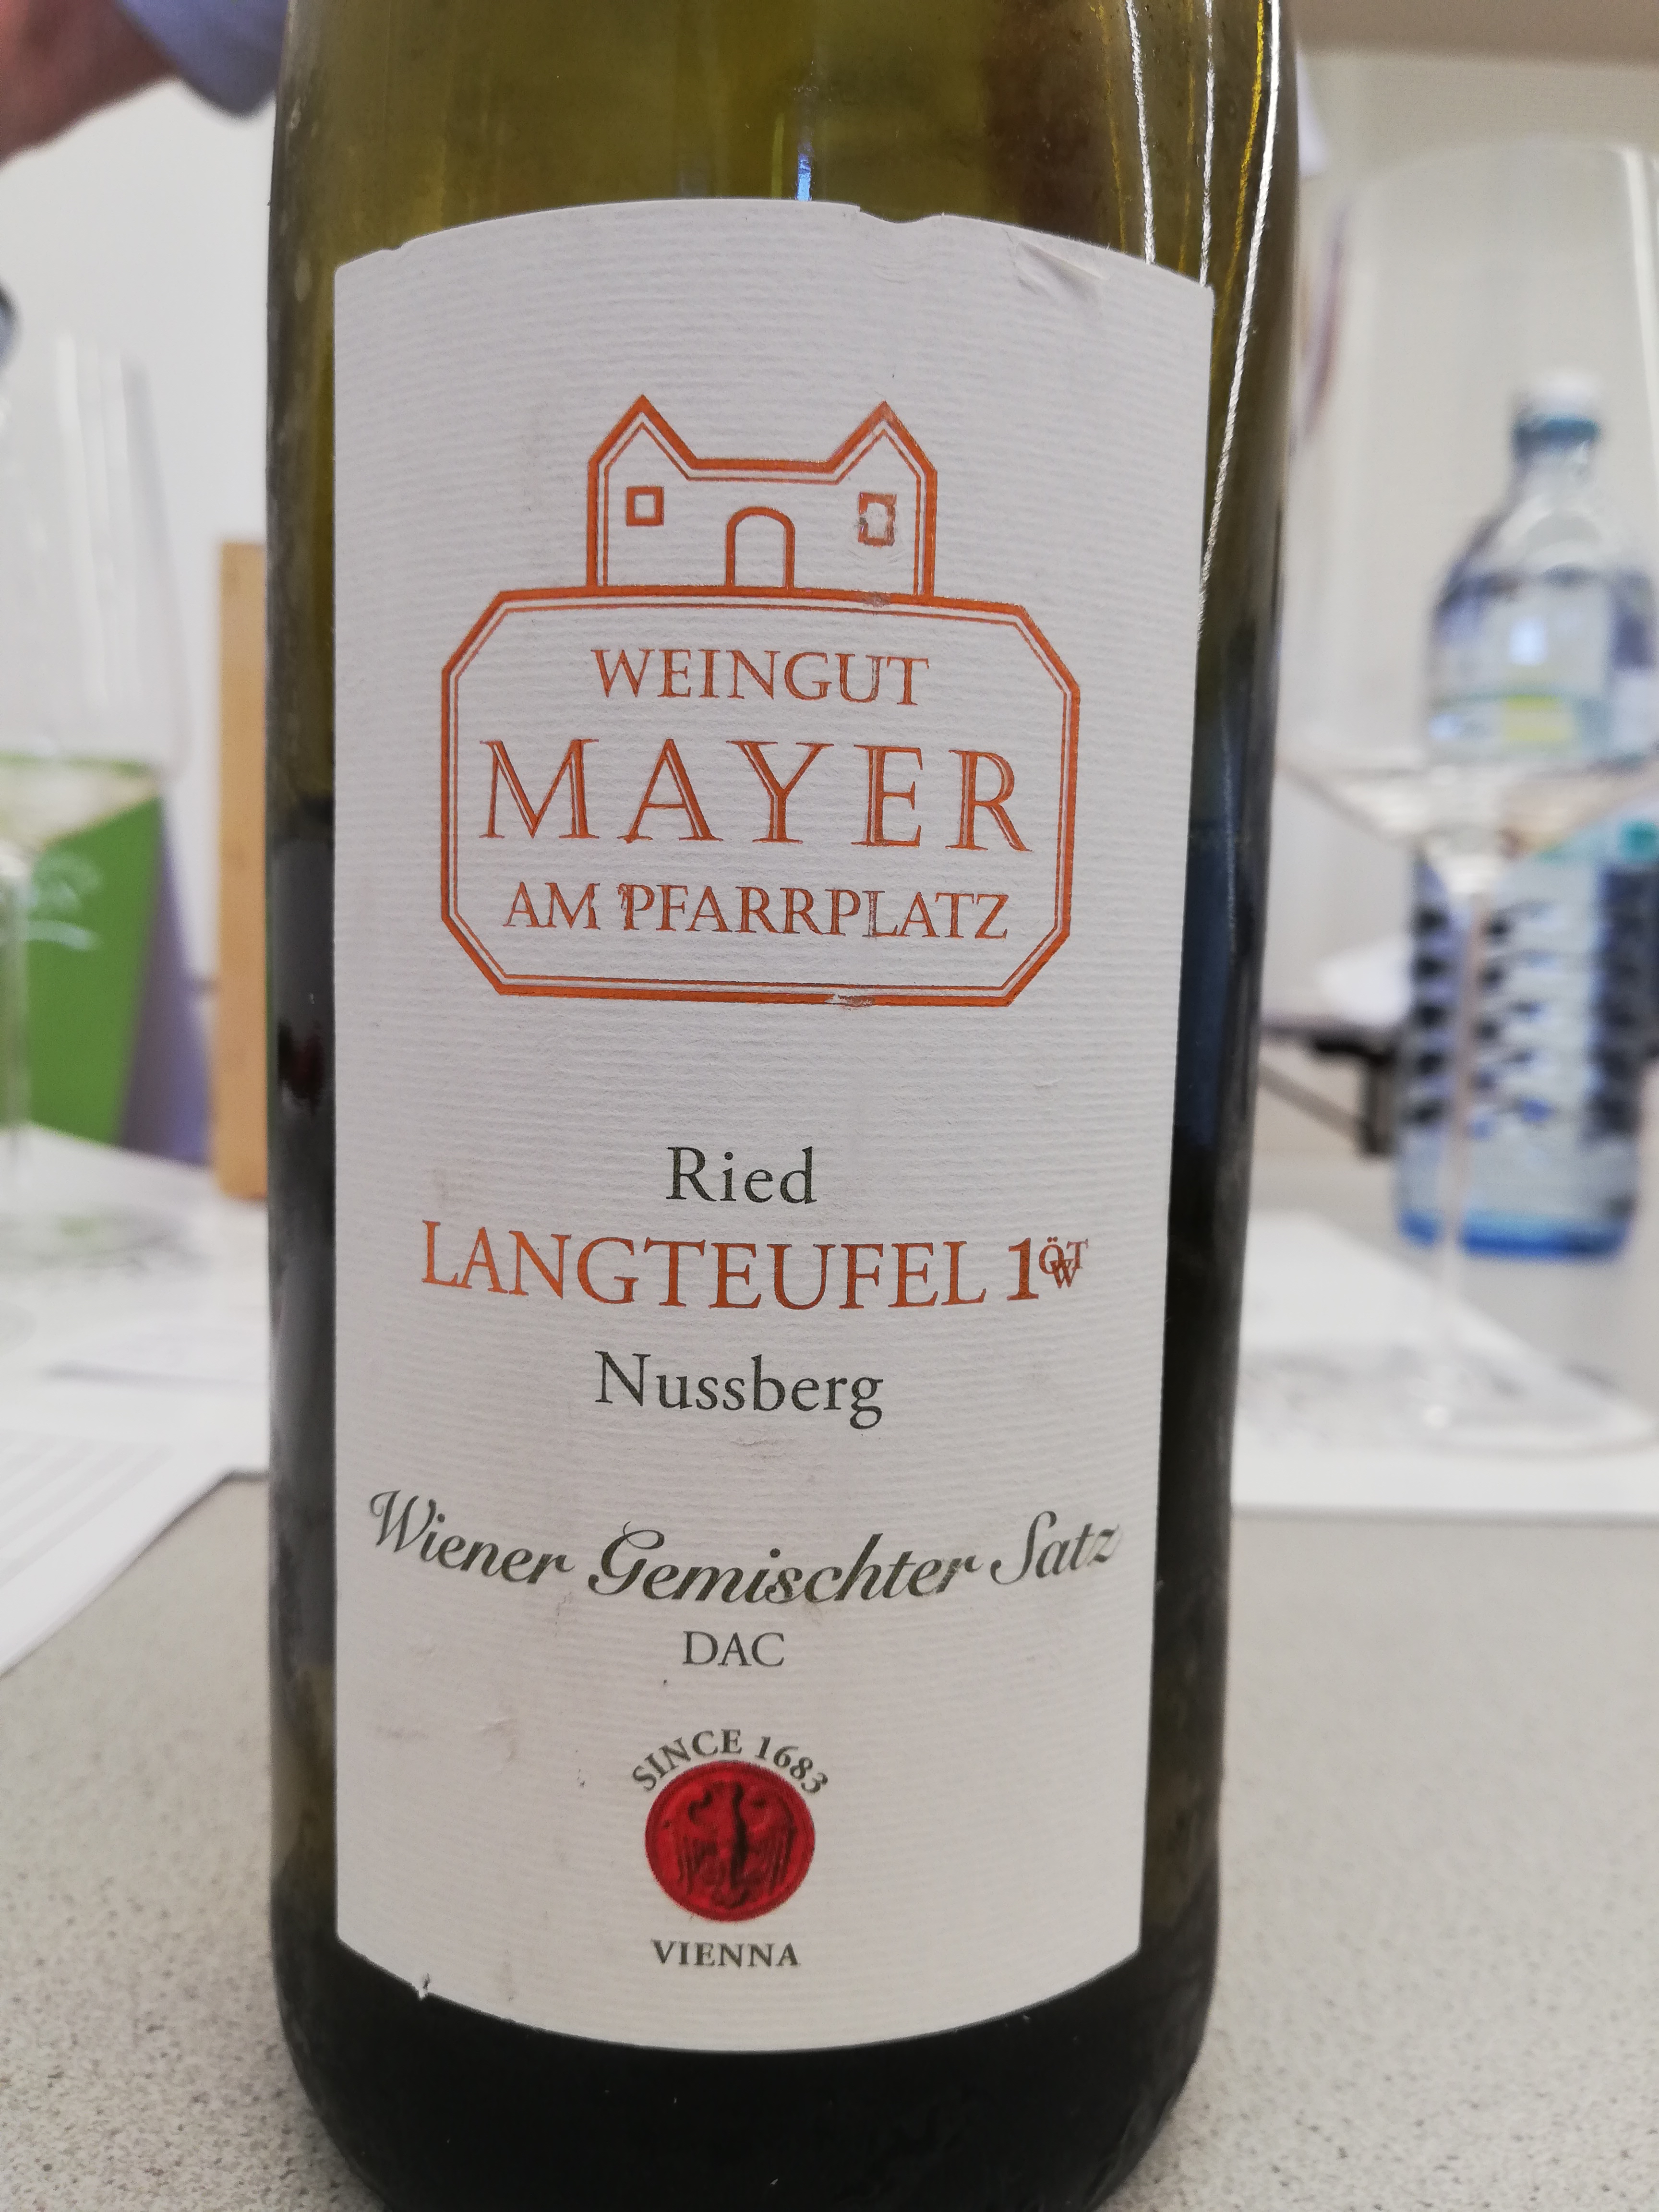 WEINGUT
MAYER
AM PFARRPLATZ
Ried
LANGTEUFEL 1ÖTW
Nussberg
Wiener Gemischter Satz
DAC
SINCE 1683
VIENNA